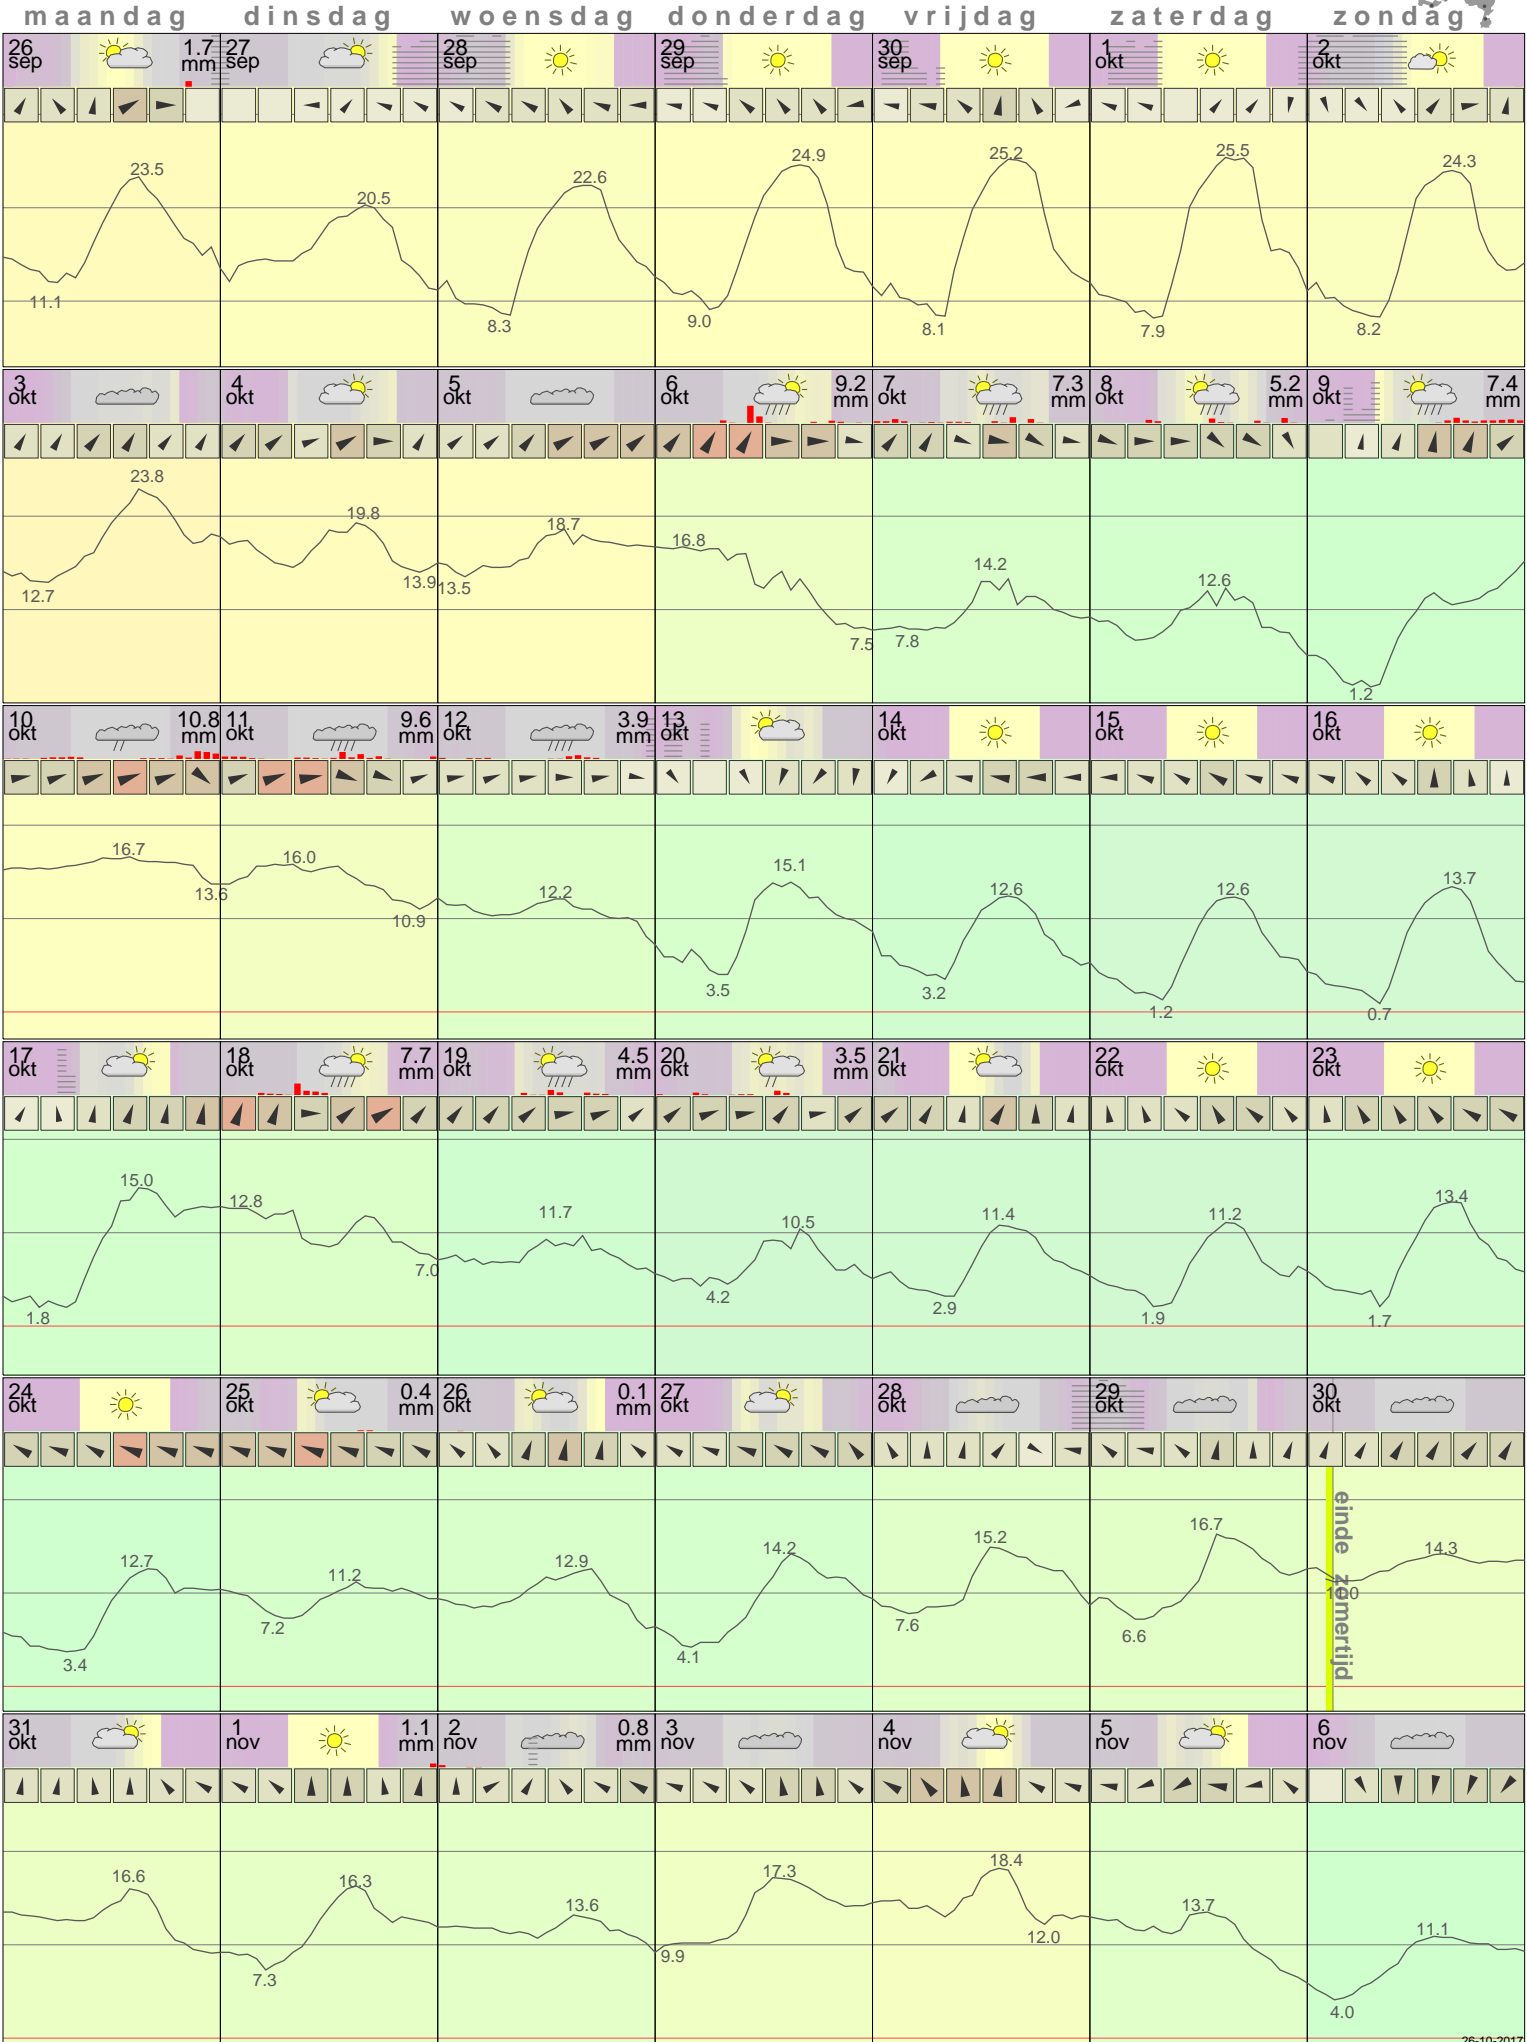 maandag dinsdag woensdag donderdag vrijdag zaterdag zondag
26 sep 1.7 mm 27 sep 28 sep 29 sep 30 sep 1 okt 2 okt
23.5 20.5 22.6 24.9 25.2 25.5 24.3
11.1 8.3 9.0 8.1 7.9 8.2
3 okt 4 okt 5 okt 6 okt 9.2 mm 7 okt 7.3 mm 8 okt 5.2 mm 9 okt 7.4 mm
23.8 19.8 18.7 16.8 14.2 12.6
12.7 13.9 13.5 7.5 7.8 1.2
10 okt 10.8 mm 11 okt 9.6 mm 12 okt 3.9 mm 13 okt 14 okt 15 okt 16 okt
16.7 16.0 12.2 15.1 12.6 12.6 13.7
13.6 10.9 3.5 3.2 1.2 0.7
17 okt 18 okt 7.7 mm 19 okt 4.5 mm 20 okt 3.5 mm 21 okt 22 okt 23 okt
15.0 12.8 11.7 10.5 11.4 11.2 13.4
1.8 7.0 4.2 2.9 1.9 1.7
24 okt 25 okt 0.4 mm 26 okt 0.1 mm 27 okt 28 okt 29 okt 30 okt
12.7 11.2 12.9 14.2 15.2 16.7 14.3
3.4 7.2 4.1 7.6 6.6
einde zomertijd
31 okt 1 nov 1.1 mm 2 nov 0.8 mm 3 nov 4 nov 5 nov 6 nov
16.6 16.3 13.6 17.3 18.4 13.7 11.1
7.3 9.9 12.0 4.0
26-10-2017